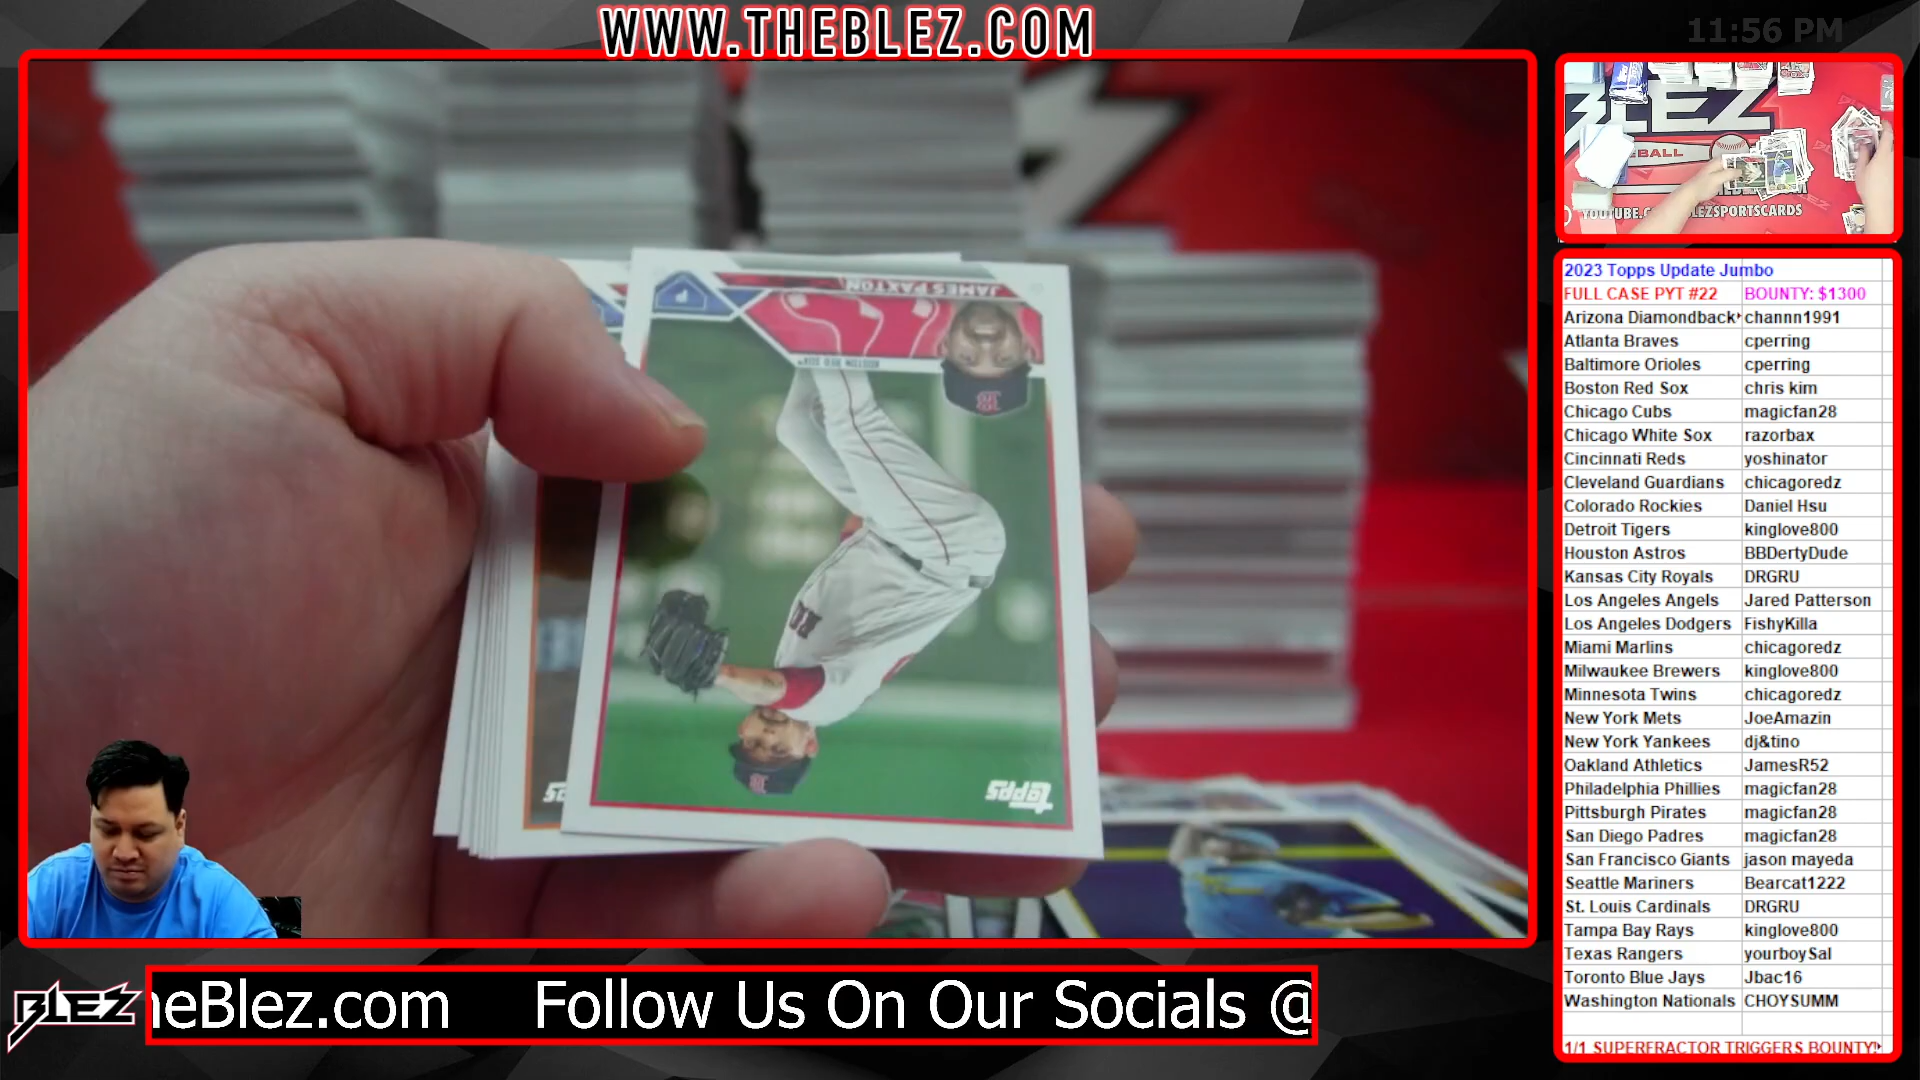 WWW.THEBLEZ.COM
11:56 PM
BLEZ
BALL
YOUTUBE.C
LEZSPORTSCARDS
JAMES PAXTON
BOSTON RED SOX
Topps
2023 Topps Update Jumbo
FULL CASE PYT #22 BOUNTY: $1300
Arizona Diamondback channn1991
Atlanta Braves cperring
Baltimore Orioles cperring
Boston Red Sox chris kim
Chicago Cubs magicfan28
Chicago White Sox razorbax
Cincinnati Reds yoshinator
Cleveland Guardians chicagoredz
Colorado Rockies Daniel Hsu
Detroit Tigers kinglove800
Houston Astros BBDertyDude
Kansas City Royals DRGRU
Los Angeles Angels Jared Patterson
Los Angeles Dodgers FishyKilla
Miami Marlins chicagoredz
Milwaukee Brewers kinglove800
Minnesota Twins chicagoredz
New York Mets JoeAmazin
New York Yankees dj&tino
Oakland Athletics JamesR52
Philadelphia Phillies magicfan28
Pittsburgh Pirates magicfan28
San Diego Padres magicfan28
San Francisco Giants jason mayeda
Seattle Mariners Bearcat1222
St. Louis Cardinals DRGRU
Tampa Bay Rays kinglove800
Texas Rangers yourboySal
Toronto Blue Jays Jbac16
Washington Nationals CHOYSUMM
1/1 SUPERFRACTOR TRIGGERS BOUNTY!
BLEZ
heBlez.com Follow Us On Our Socials @